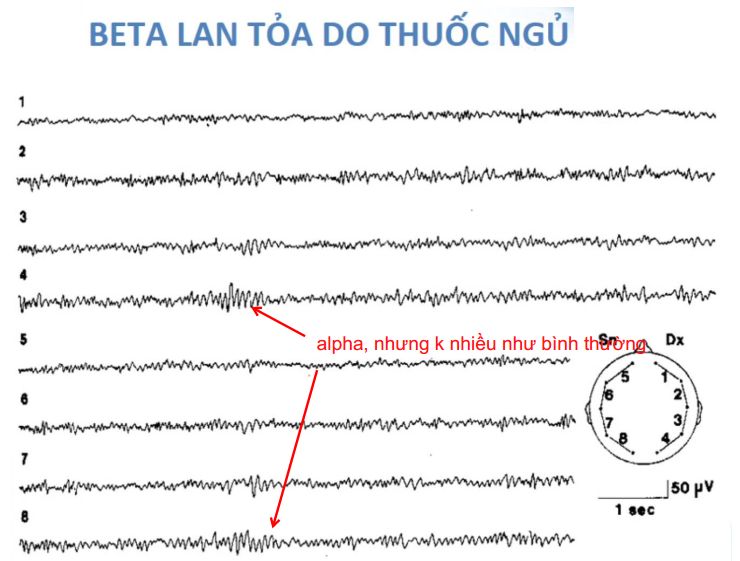 BETA LAN TỎA DO THUỐC NGỦ
1
2
3
4
alpha, nhưng k nhiều như bình thường
5
6
7
8
Sn Dx
5 1
6 2
7 3
8 4
50 µV
1 sec